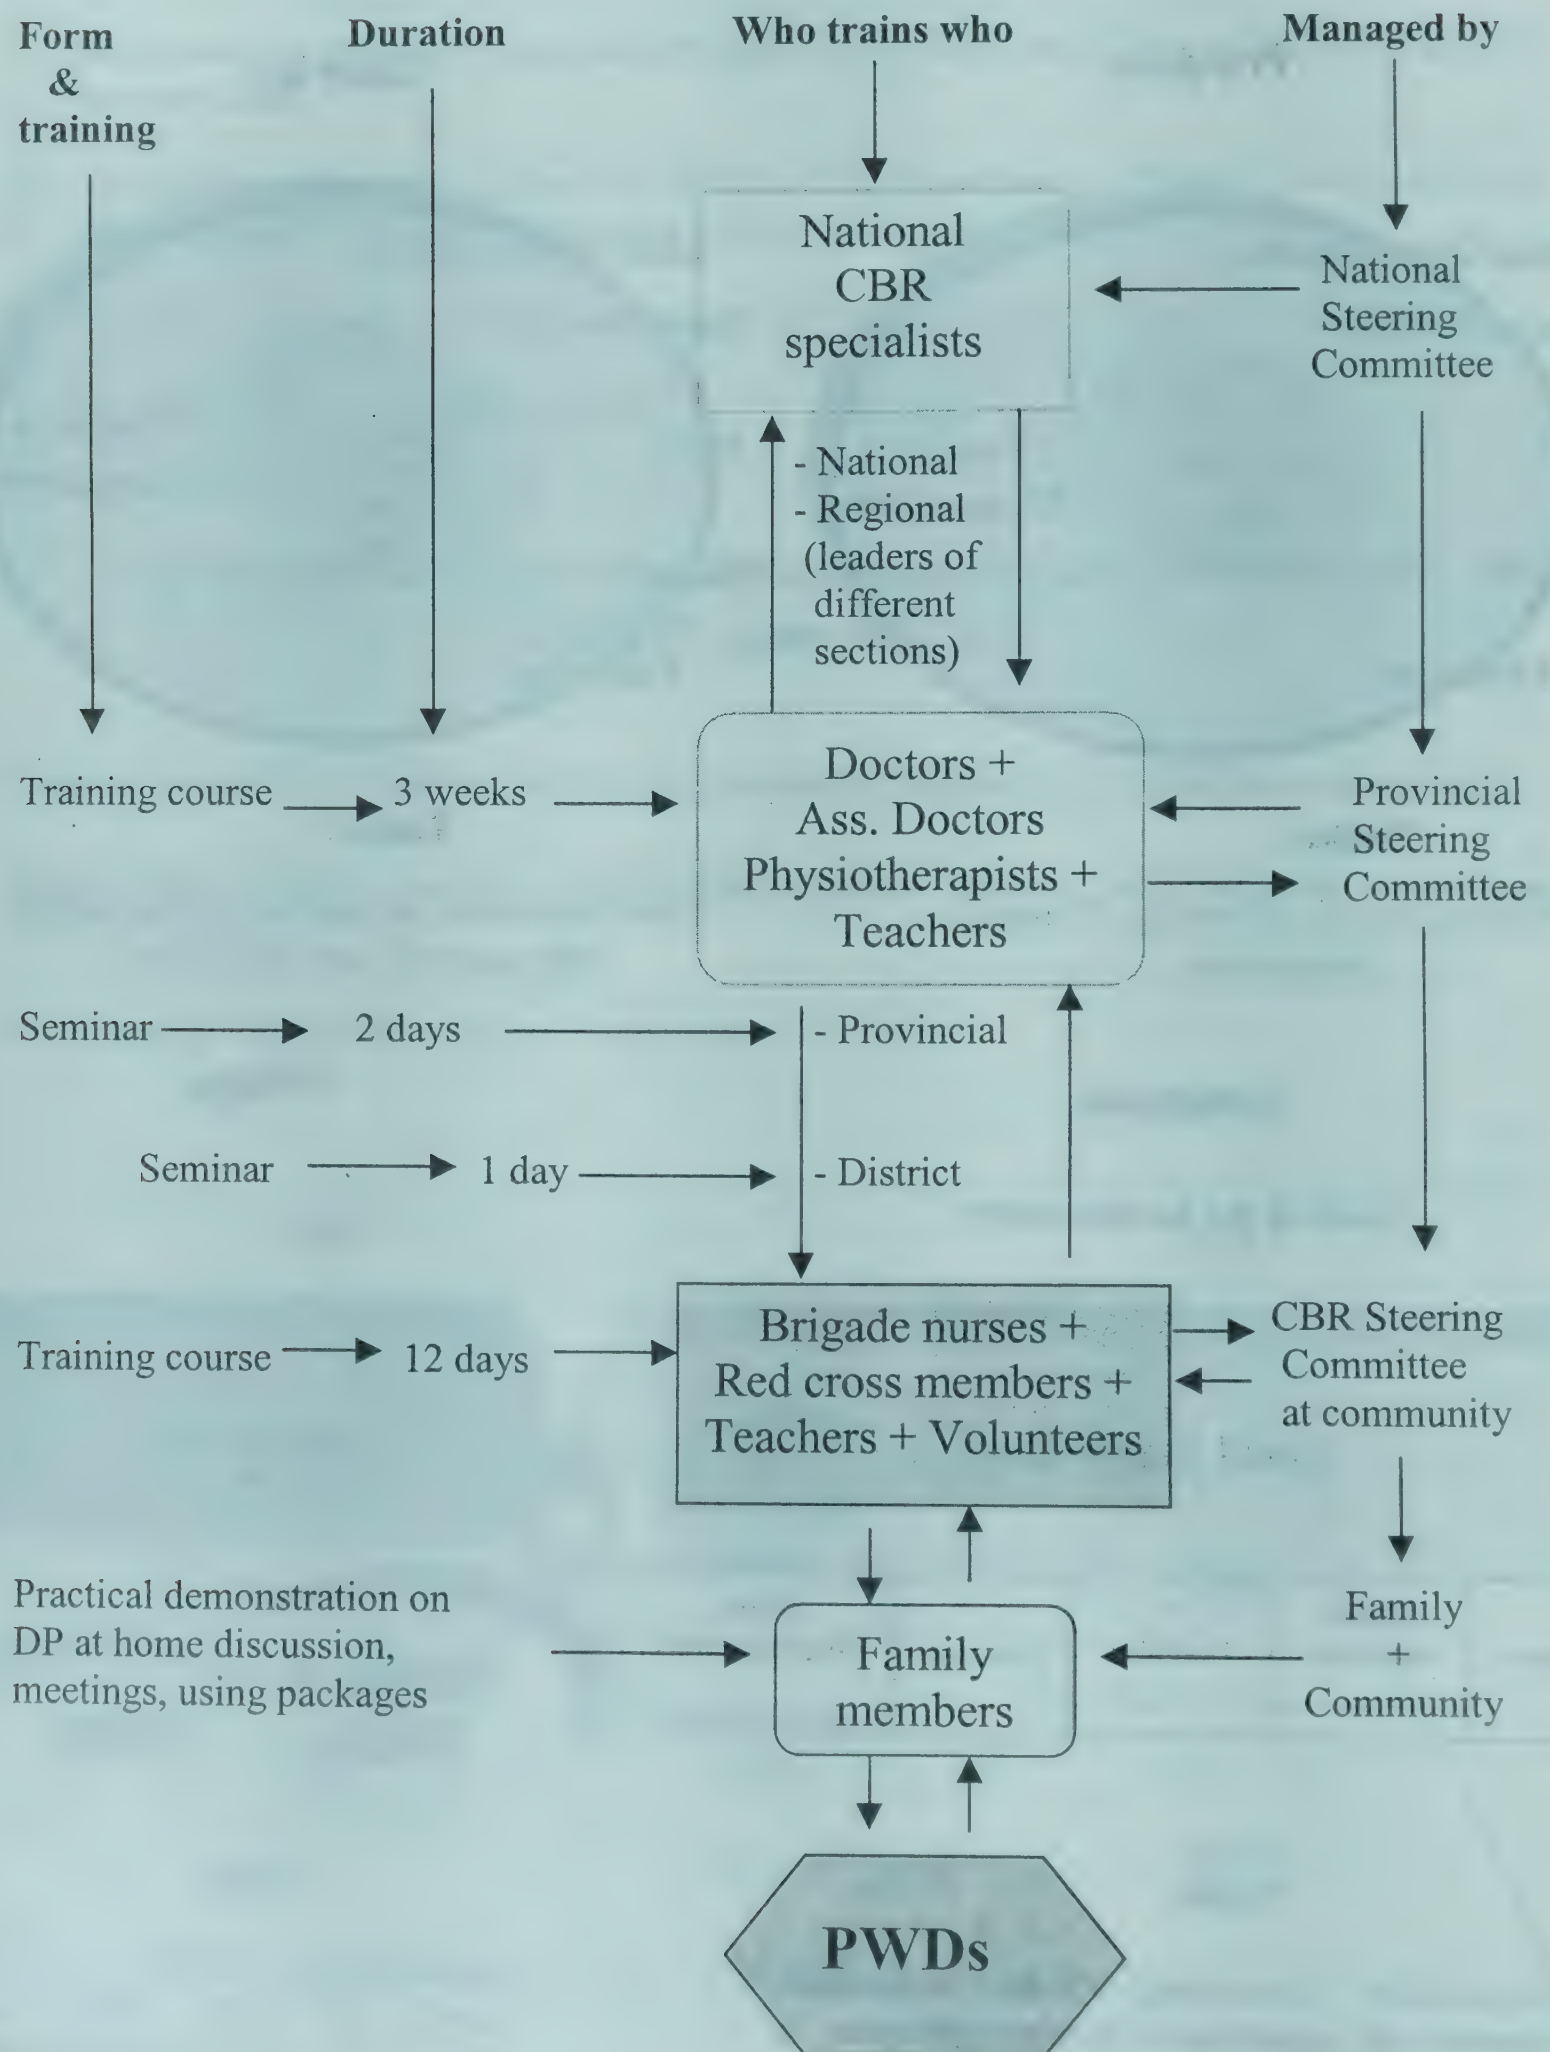 Form
&
training
Duration
Who trains who
Managed by
National
CBR
specialists
National
Steering
Committee
- National
- Regional
(leaders of
different
sections)
Training course
3 weeks
Doctors +
Ass. Doctors
Physiotherapists +
Teachers
Provincial
Steering
Committee
Seminar
2 days
- Provincial
Seminar
1 day
- District
Training course
12 days
Brigade nurses +
Red cross members +
Teachers + Volunteers
CBR Steering
Committee
at community
Practical demonstration on
DP at home discussion,
meetings, using packages
Family
members
Family
+
Community
PWDs